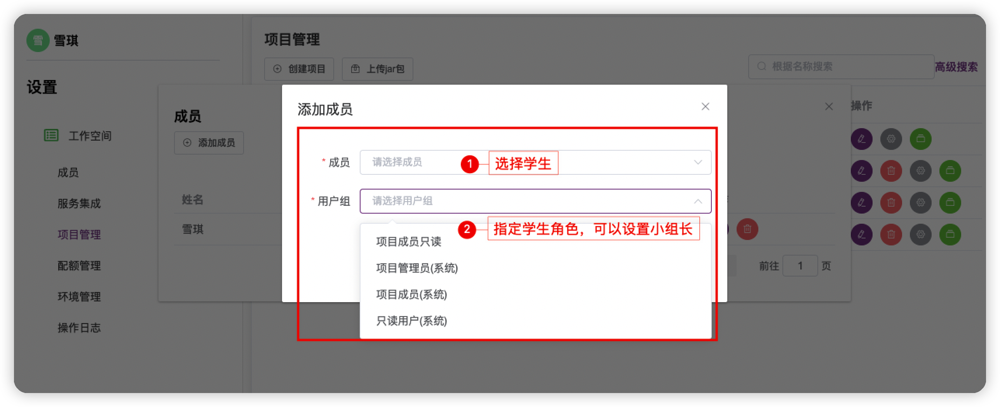 雪 雪琪
设置
工作空间
成员
服务集成
项目管理
配额管理
环境管理
操作日志
项目管理
创建项目 上传jar包
根据名称搜索 高级搜索
操作
成员
添加成员
姓名
雪琪
前往 1 页
添加成员
* 成员 请选择成员
1 选择学生
* 用户组 请选择用户组
2 指定学生角色，可以设置小组长
项目成员只读
项目管理员(系统)
项目成员(系统)
只读用户(系统)